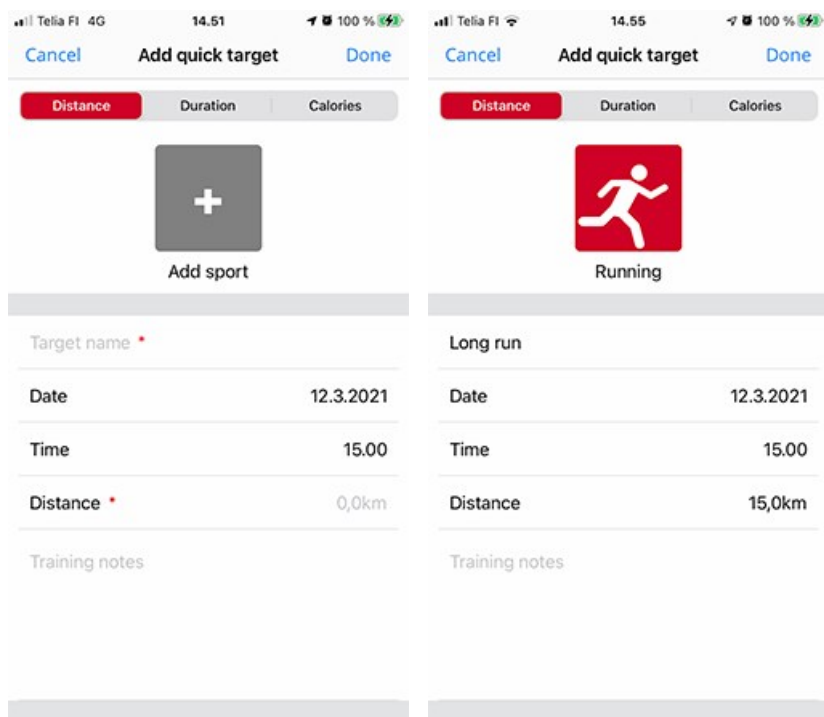 Telia FI 4G 14.51 100 %
Cancel Add quick target Done
Distance Duration Calories
Add sport
Target name *
Date 12.3.2021
Time 15.00
Distance * 0,0km
Training notes
Telia FI 14.55 100 %
Cancel Add quick target Done
Distance Duration Calories
Running
Long run
Date 12.3.2021
Time 15.00
Distance 15,0km
Training notes